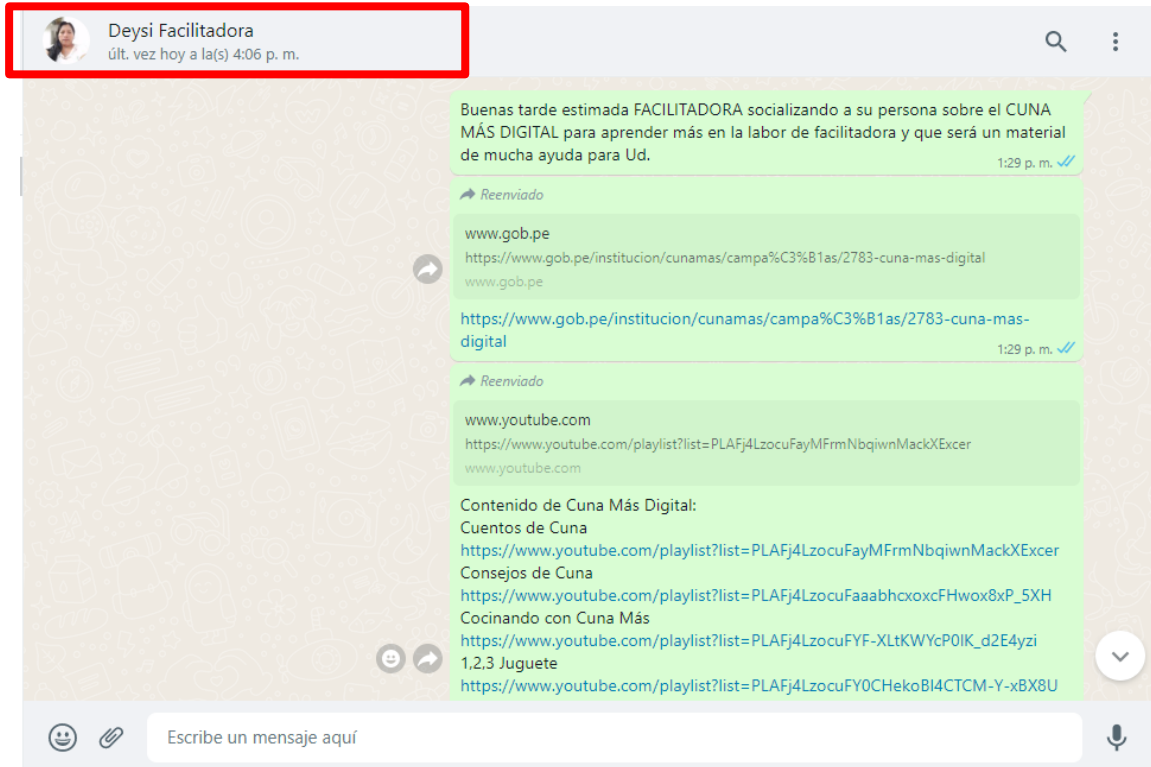 Deysi Facilitadora
últ. vez hoy a la(s) 4:06 p. m.
Buenas tarde estimada FACILITADORA socializando a su persona sobre el CUNA
MÁS DIGITAL para aprender más en la labor de facilitadora y que será un material
de mucha ayuda para Ud.
1:29 p. m.
Reenviado
www.gob.pe
https://www.gob.pe/institucion/cunamas/campa%C3%B1as/2783-cuna-mas-digital
www.gob.pe
https://www.gob.pe/institucion/cunamas/campa%C3%B1as/2783-cuna-mas-
digital
1:29 p. m.
Reenviado
www.youtube.com
https://www.youtube.com/playlist?list=PLAFj4LzocuFayMFrmNbqiwnMackXExcer
www.youtube.com
Contenido de Cuna Más Digital:
Cuentos de Cuna
https://www.youtube.com/playlist?list=PLAFj4LzocuFayMFrmNbqiwnMackXExcer
Consejos de Cuna
https://www.youtube.com/playlist?list=PLAFj4LzocuFaaabhcxoxcFHwox8xP_5XH
Cocinando con Cuna Más
https://www.youtube.com/playlist?list=PLAFj4LzocuFYF-XLtKWYcP0IK_d2E4yzi
1,2,3 Juguete
https://www.youtube.com/playlist?list=PLAFj4LzocuFY0CHekoBl4CTCM-Y-xBX8U
Escribe un mensaje aquí